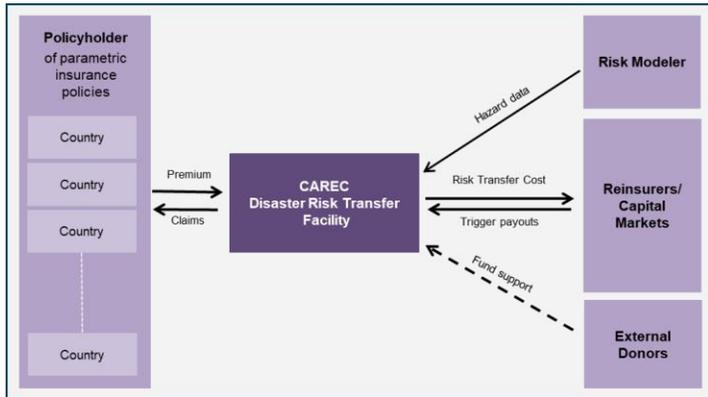 Policyholder
of parametric
insurance
policies
Country
Country
Country
Country
Premium
Claims
CAREC
Disaster Risk Transfer
Facility
Hazard data
Risk Transfer Cost
Trigger payouts
Fund support
Risk Modeler
Reinsurers/
Capital
Markets
External
Donors